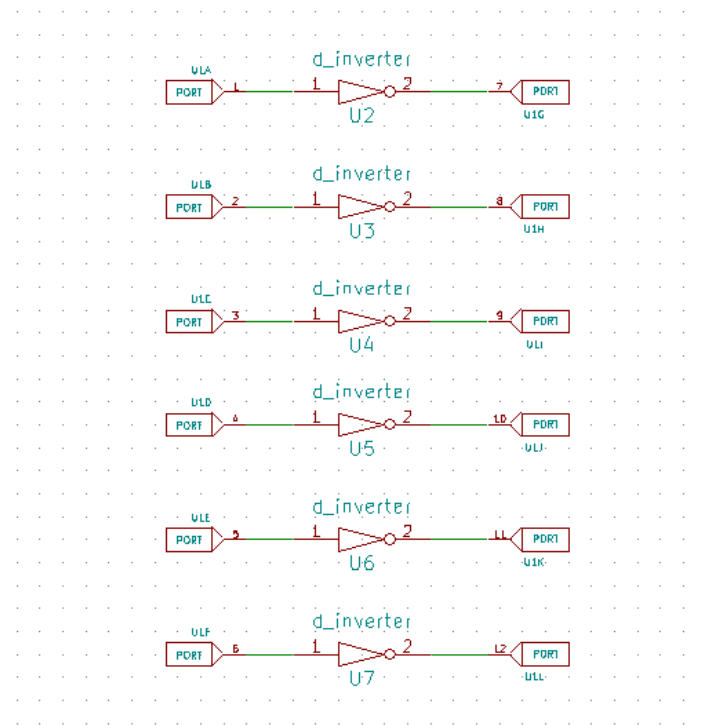 d_inverter
U1A
PORT 1 1 2 7 PORT
U2 U1G
d_inverter
U1B
PORT 2 1 2 8 PORT
U3 U1H
d_inverter
U1C
PORT 3 1 2 9 PORT
U4 U1I
d_inverter
U1D
PORT 4 1 2 10 PORT
U5 U1J
d_inverter
U1E
PORT 5 1 2 11 PORT
U6 U1K
d_inverter
U1F
PORT 6 1 2 12 PORT
U7 U1L